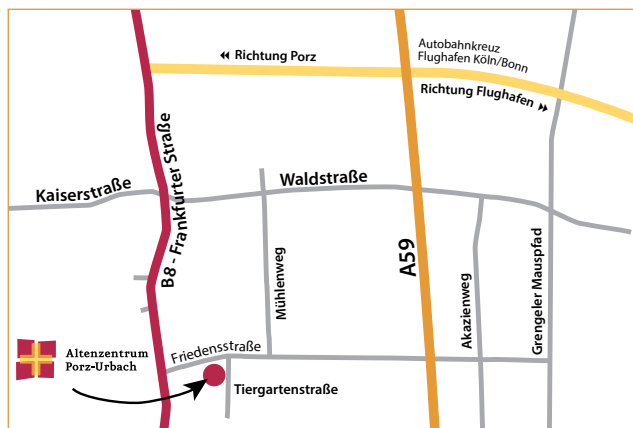 ◂◂ Richtung Porz
Autobahnkreuz
Flughafen Köln/Bonn
Richtung Flughafen ▸▸
B8 - Frankfurter Straße
Kaiserstraße
Waldstraße
Mühlenweg
A59
Akazienweg
Grengeler Mauspfad
Altenzentrum
Porz-Urbach
Friedensstraße
Tiergartenstraße